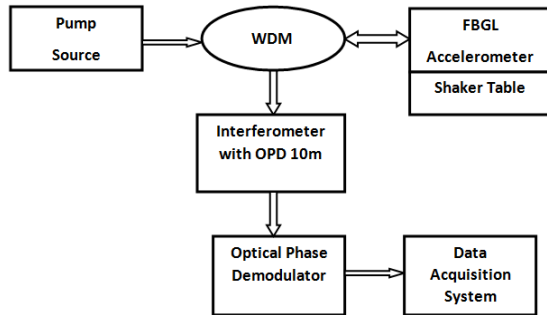 Pump
Source
WDM
FBGL
Accelerometer
Shaker Table
Interferometer
with OPD 10m
Optical Phase
Demodulator
Data
Acquisition
System